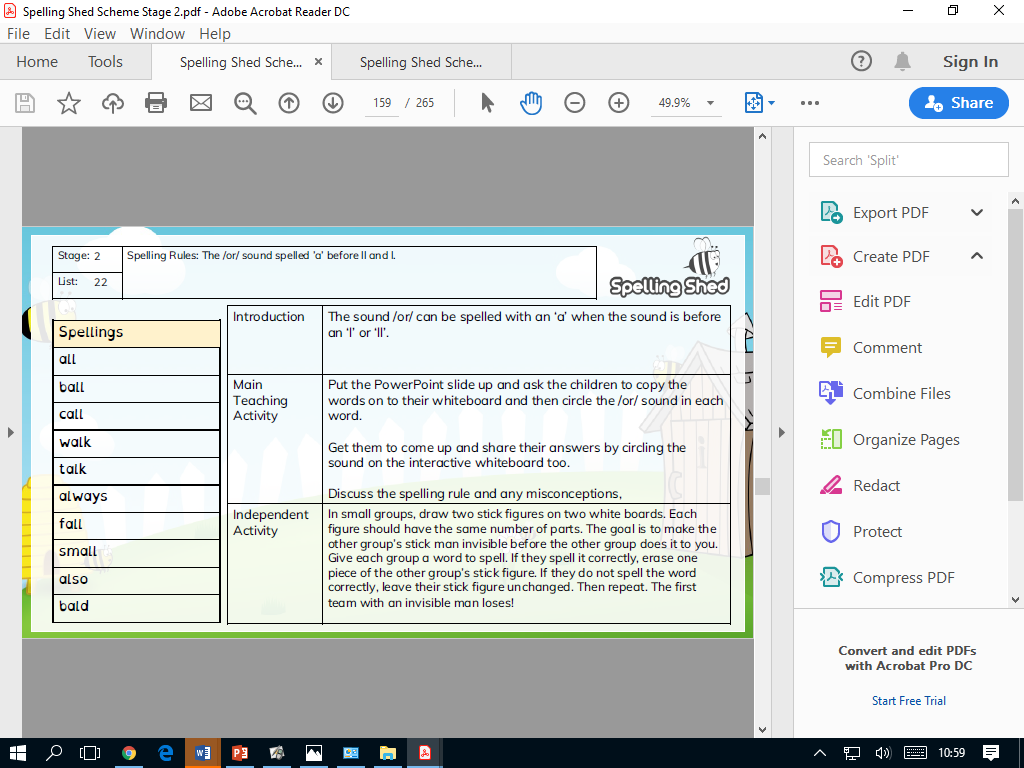 Spelling Shed Scheme Stage 2.pdf - Adobe Acrobat Reader DC
File Edit View Window Help
Home Tools Spelling Shed Sche... × Spelling Shed Sche... Sign In
159 / 265 49.9% Share
Stage: 2
Spelling Rules: The /or/ sound spelled 'a' before ll and l.
List: 22
Spelling Shed
Spellings
all
ball
call
walk
talk
always
fall
small
also
bald
Introduction
The sound /or/ can be spelled with an 'a' when the sound is before
an 'l' or 'll'.
Main
Teaching
Activity
Put the PowerPoint slide up and ask the children to copy the
words on to their whiteboard and then circle the /or/ sound in each
word.
Get them to come up and share their answers by circling the
sound on the interactive whiteboard too.
Discuss the spelling rule and any misconceptions,
Independent
Activity
In small groups, draw two stick figures on two white boards. Each
figure should have the same number of parts. The goal is to make the
other group's stick man invisible before the other group does it to you.
Give each group a word to spell. If they spell it correctly, erase one
piece of the other group's stick figure. If they do not spell the word
correctly, leave their stick figure unchanged. Then repeat. The first
team with an invisible man loses!
Search 'Split'
Export PDF
Create PDF
Edit PDF
Comment
Combine Files
Organize Pages
Redact
Protect
Compress PDF
Convert and edit PDFs
with Acrobat Pro DC
Start Free Trial
10:59